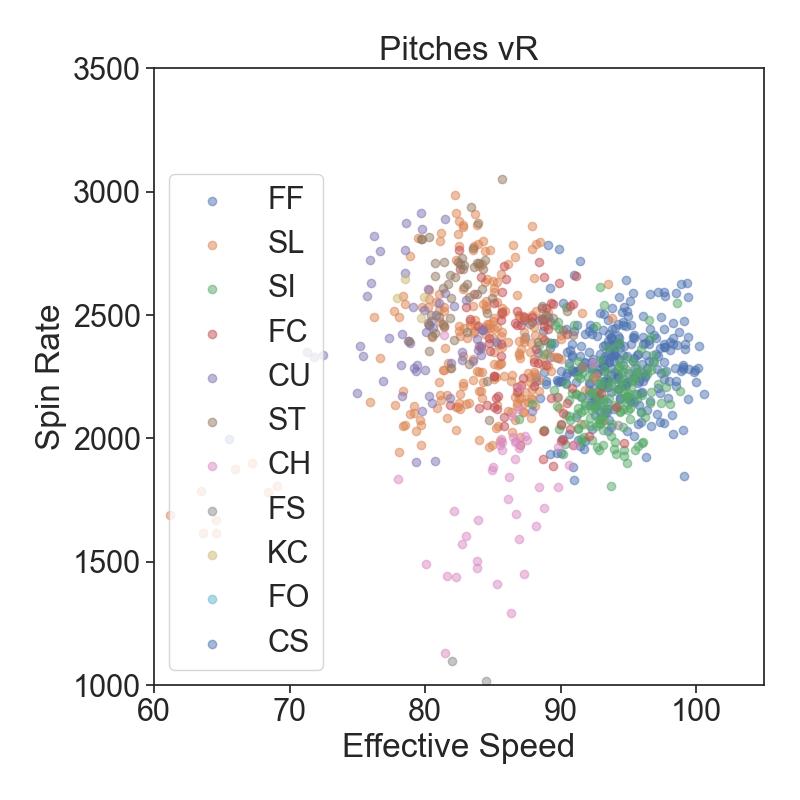 Pitches vR
3500
3000
2500
2000
1500
1000
Spin Rate
FF
SL
SI
FC
CU
ST
CH
FS
KC
FO
CS
60
70
80
90
100
Effective Speed